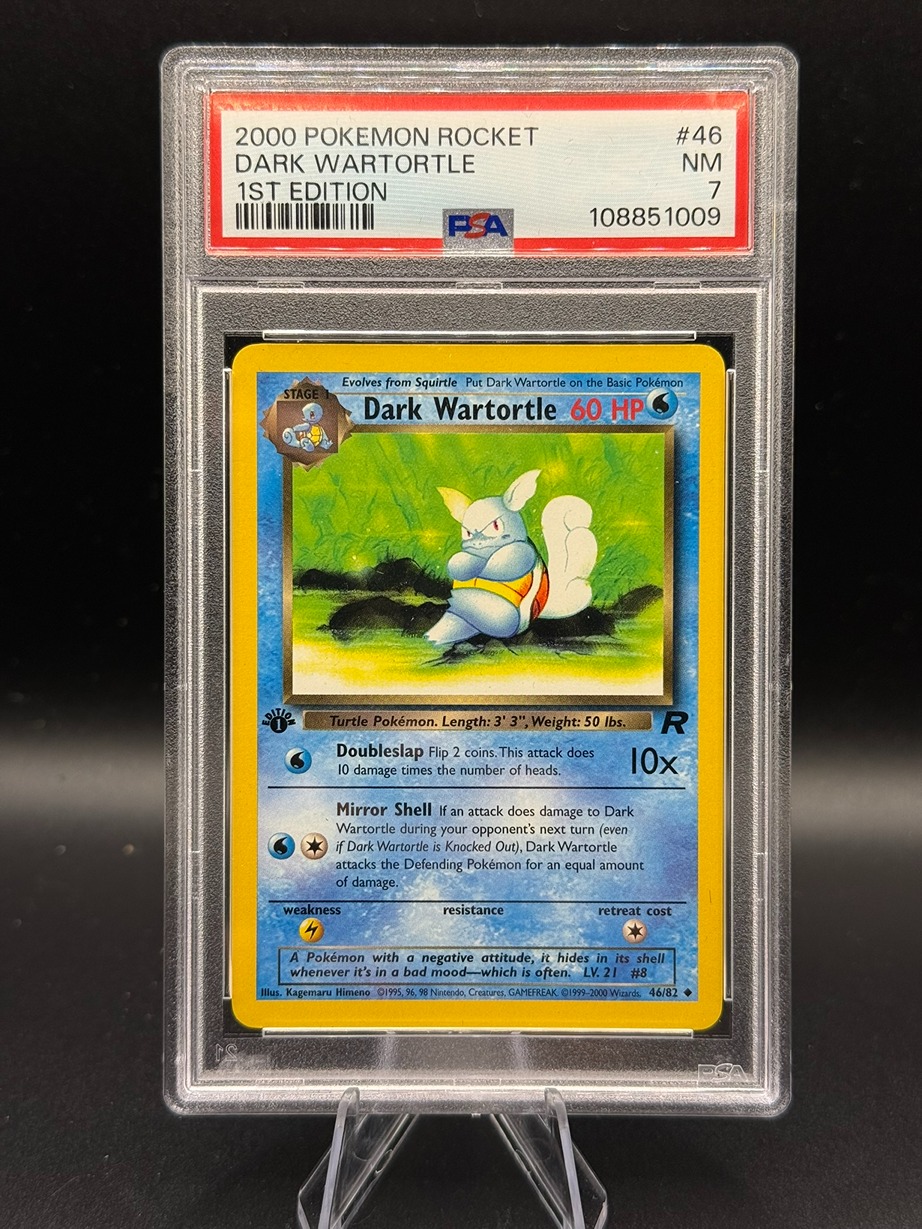 2000 POKEMON ROCKET #46
DARK WARTORTLE NM
1ST EDITION 7
PSA 108851009
Evolves from Squirtle Put Dark Wartortle on the Basic Pokémon
STAGE 1
Dark Wartortle 60 HP
EDITION
1
Turtle Pokémon. Length: 3' 3", Weight: 50 lbs.
R
Doubleslap Flip 2 coins. This attack does
10 damage times the number of heads.
10x
Mirror Shell If an attack does damage to Dark
Wartortle during your opponent's next turn (even
if Dark Wartortle is Knocked Out), Dark Wartortle
attacks the Defending Pokémon for an equal amount
of damage.
weakness resistance retreat cost
A Pokémon with a negative attitude, it hides in its shell
whenever it's in a bad mood—which is often. LV. 21 #8
Illus. Kagemaru Himeno ©1995, 96, 98 Nintendo, Creatures, GAMEFREAK. ©1999–2000 Wizards. 46/82
PSA